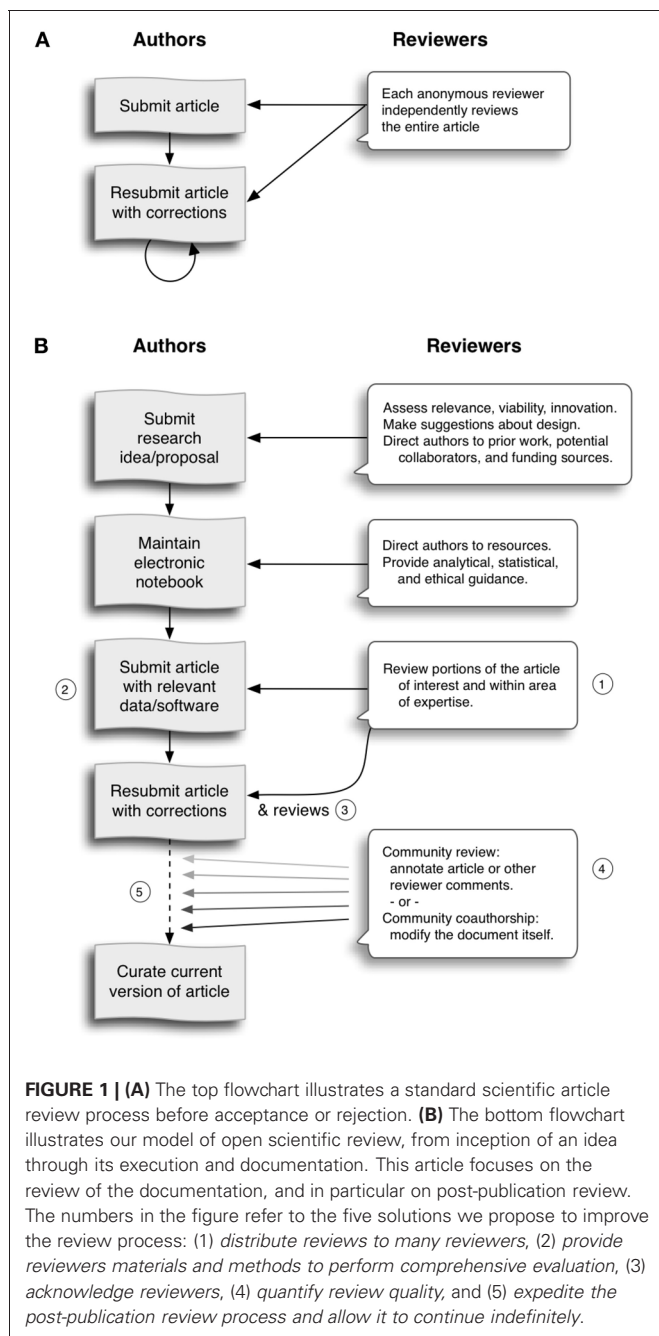 A
Authors
Reviewers
Submit article
Each anonymous reviewer
independently reviews
the entire article
Resubmit article
with corrections
B
Authors
Reviewers
Submit
research
idea/proposal
Assess relevance, viability, innovation.
Make suggestions about design.
Direct authors to prior work, potential
collaborators, and funding sources.
Maintain
electronic
notebook
Direct authors to resources.
Provide analytical, statistical,
and ethical guidance.
2
Submit article
with relevant
data/software
Review portions of the article
of interest and within area
of expertise.
1
Resubmit article
with corrections
& reviews 3
5
Community review:
annotate article or other
reviewer comments.
- or -
Community coauthorship:
modify the document itself.
4
Curate current
version of article
FIGURE 1 | (A) The top flowchart illustrates a standard scientific article
review process before acceptance or rejection. (B) The bottom flowchart
illustrates our model of open scientific review, from inception of an idea
through its execution and documentation. This article focuses on the
review of the documentation, and in particular on post-publication review.
The numbers in the figure refer to the five solutions we propose to improve
the review process: (1) distribute reviews to many reviewers, (2) provide
reviewers materials and methods to perform comprehensive evaluation, (3)
acknowledge reviewers, (4) quantify review quality, and (5) expedite the
post-publication review process and allow it to continue indefinitely.